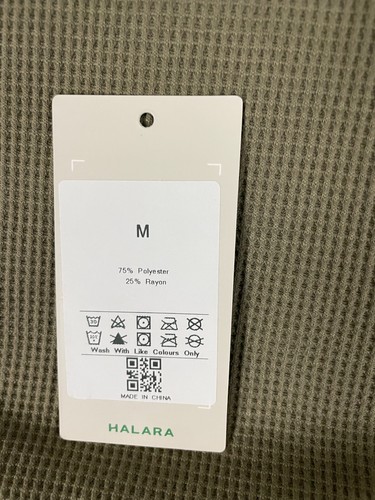 M
75% Polyester
25% Rayon
Wash With Like Colours Only
MADE IN CHINA
HALARA